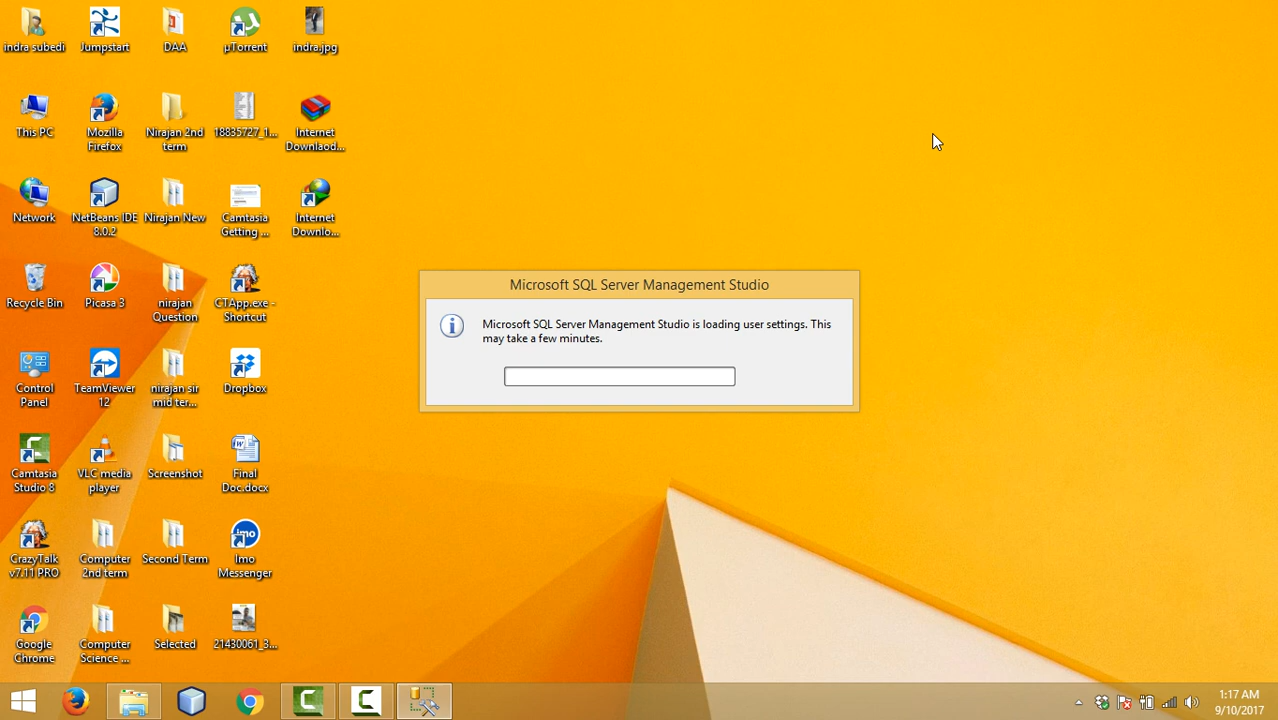 indra subedi
Jumpstart
DAA
µTorrent
indra.jpg
This PC
Mozilla
Firefox
Nirajan 2nd
term
18835727_1...
Internet
Downlaod...
Network
NetBeans IDE
8.0.2
Nirajan New
Camtasia
Getting ...
Internet
Downlo...
Recycle Bin
Picasa 3
nirajan
Question
CTApp.exe -
Shortcut
Control
Panel
TeamViewer
12
nirajan sir
mid ter...
Dropbox
Camtasia
Studio 8
VLC media
player
Screenshot
Final
Doc.docx
CrazyTalk
v7.11 PRO
Computer
2nd term
Second Term
imo
Imo
Messenger
Google
Chrome
Computer
Science ...
Selected
21430061_3...
Microsoft SQL Server Management Studio
Microsoft SQL Server Management Studio is loading user settings. This
may take a few minutes.
1:17 AM
9/10/2017